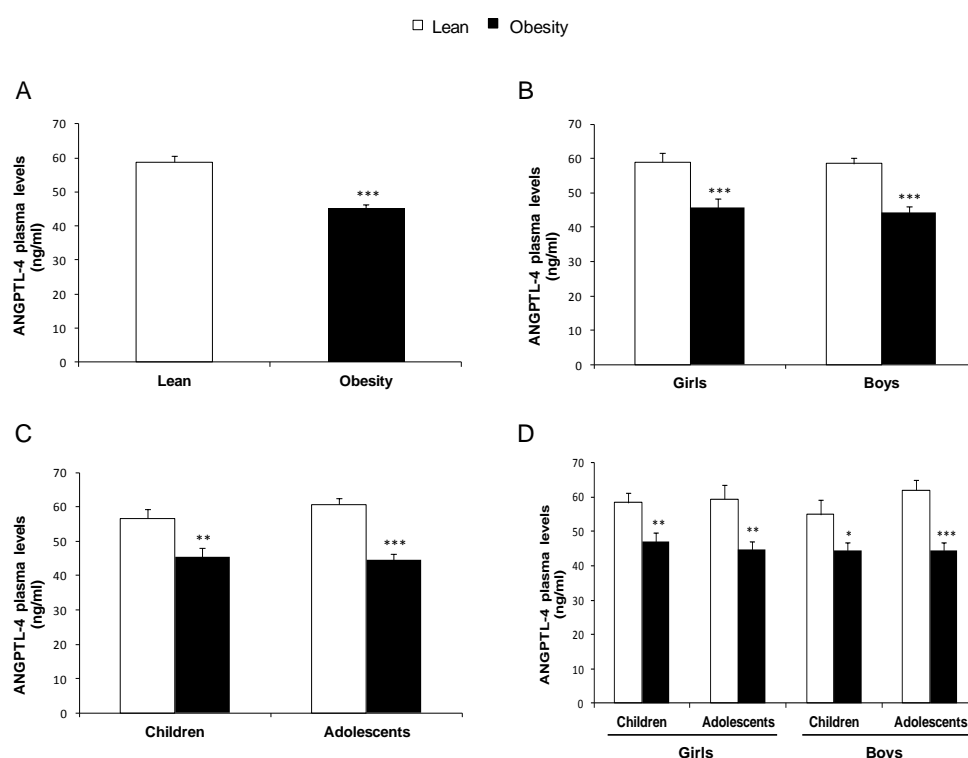 Lean Obesity
A
ANGPTL-4 plasma levels
(ng/ml)
70
60
50
40
30
20
10
0
***
Lean Obesity
B
ANGPTL-4 plasma levels
(ng/ml)
70
60
50
40
30
20
10
0
***
***
Girls Boys
C
ANGPTL-4 plasma levels
(ng/ml)
70
60
50
40
30
20
10
0
**
***
Children Adolescents
D
ANGPTL-4 plasma levels
(ng/ml)
70
60
50
40
30
20
10
0
**
**
*
***
Children Adolescents Children Adolescents
Girls Boys